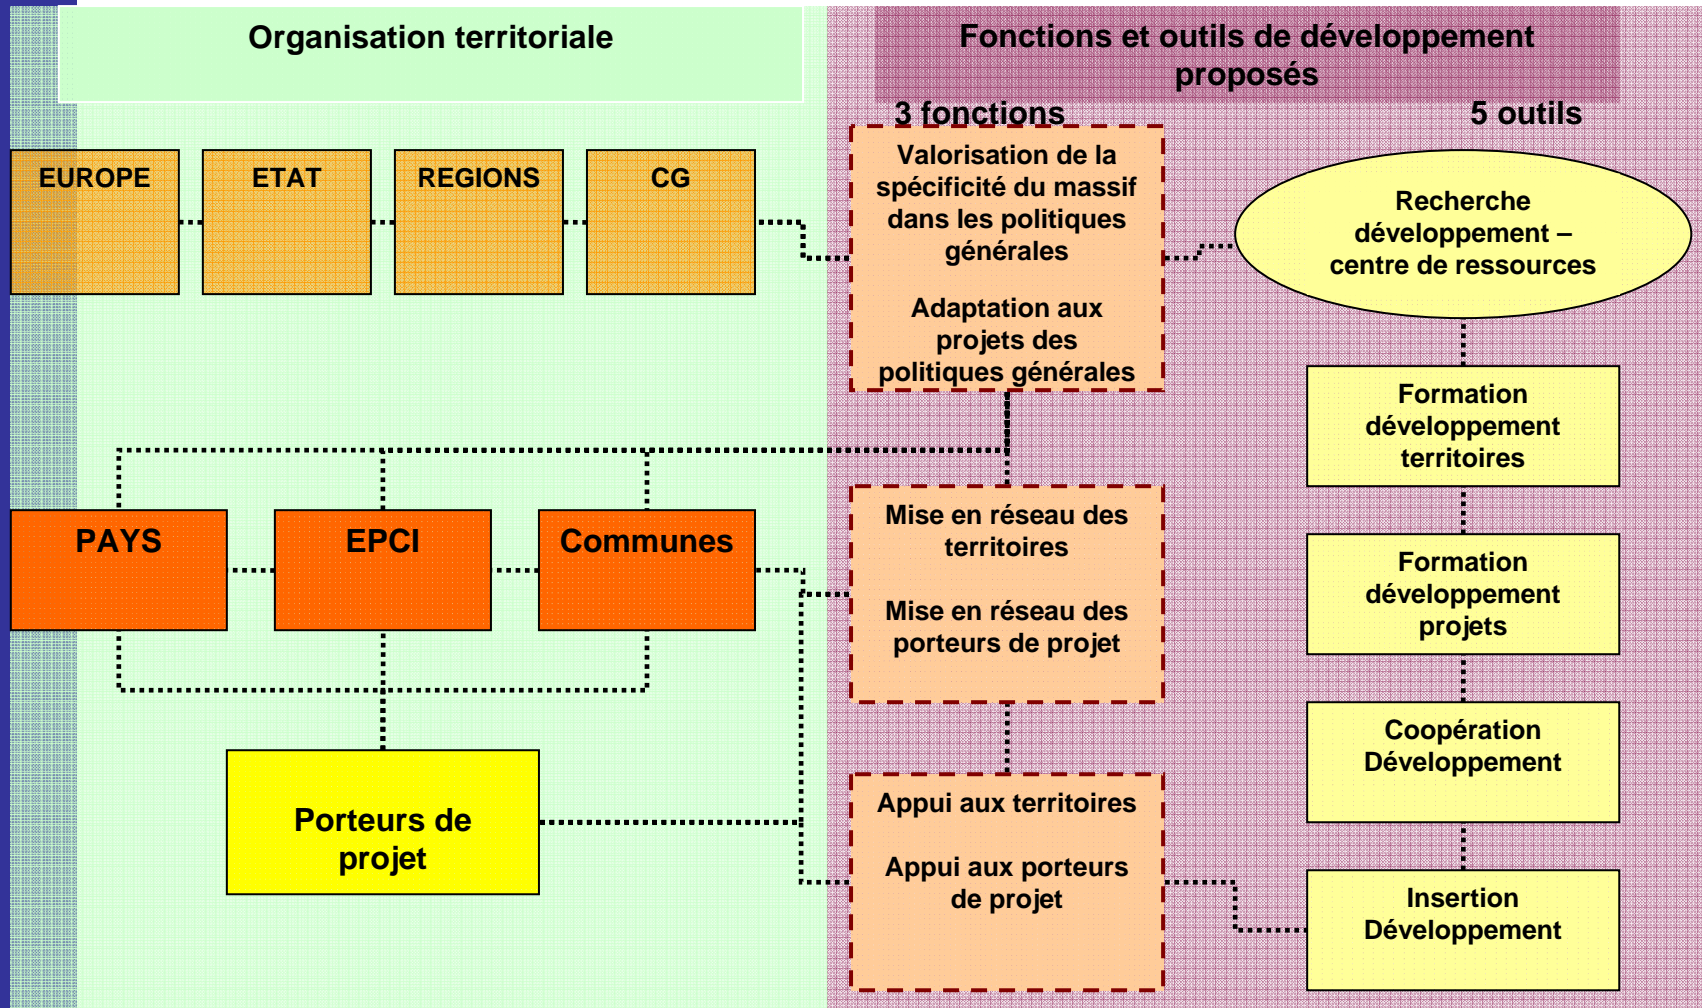 Organisation territoriale
Fonctions et outils de développement
proposés
3 fonctions
5 outils
EUROPE
ETAT
REGIONS
CG
Valorisation de la
spécificité du massif
dans les politiques
générales
Adaptation aux
projets des
politiques générales
Recherche
développement –
centre de ressources
Formation
développement
territoires
PAYS
EPCI
Communes
Mise en réseau des
territoires
Mise en réseau des
porteurs de projet
Formation
développement
projets
Coopération
Développement
Porteurs de
projet
Appui aux territoires
Appui aux porteurs
de projet
Insertion
Développement